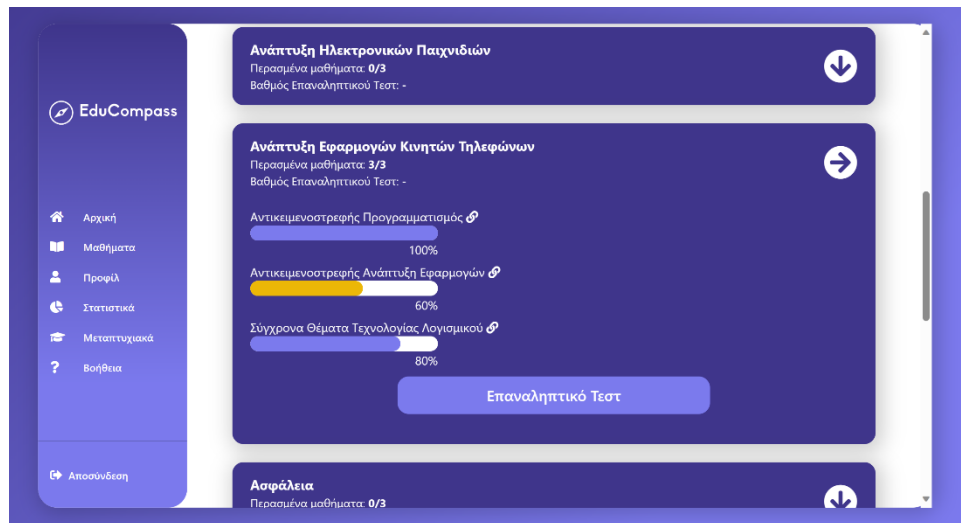 EduCompass
Αρχική
Μαθήματα
Προφίλ
Στατιστικά
Μεταπτυχιακά
Βοήθεια
Αποσύνδεση
Ανάπτυξη Ηλεκτρονικών Παιχνιδιών
Περασμένα μαθήματα: 0/3
Βαθμός Επαναληπτικού Τεστ: -
Ανάπτυξη Εφαρμογών Κινητών Τηλεφώνων
Περασμένα μαθήματα: 3/3
Βαθμός Επαναληπτικού Τεστ: -
Αντικειμενοστρεφής Προγραμματισμός
100%
Αντικειμενοστρεφής Ανάπτυξη Εφαρμογών
60%
Σύγχρονα Θέματα Τεχνολογίας Λογισμικού
80%
Επαναληπτικό Τεστ
Ασφάλεια
Περασμένα μαθήματα: 0/3